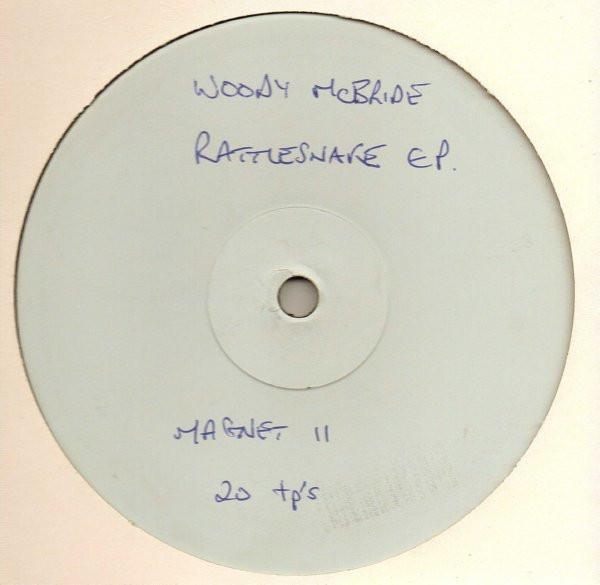 WOODY McBRIDE
RATTLESNAKE EP.
MAGNET 11
20 tp's